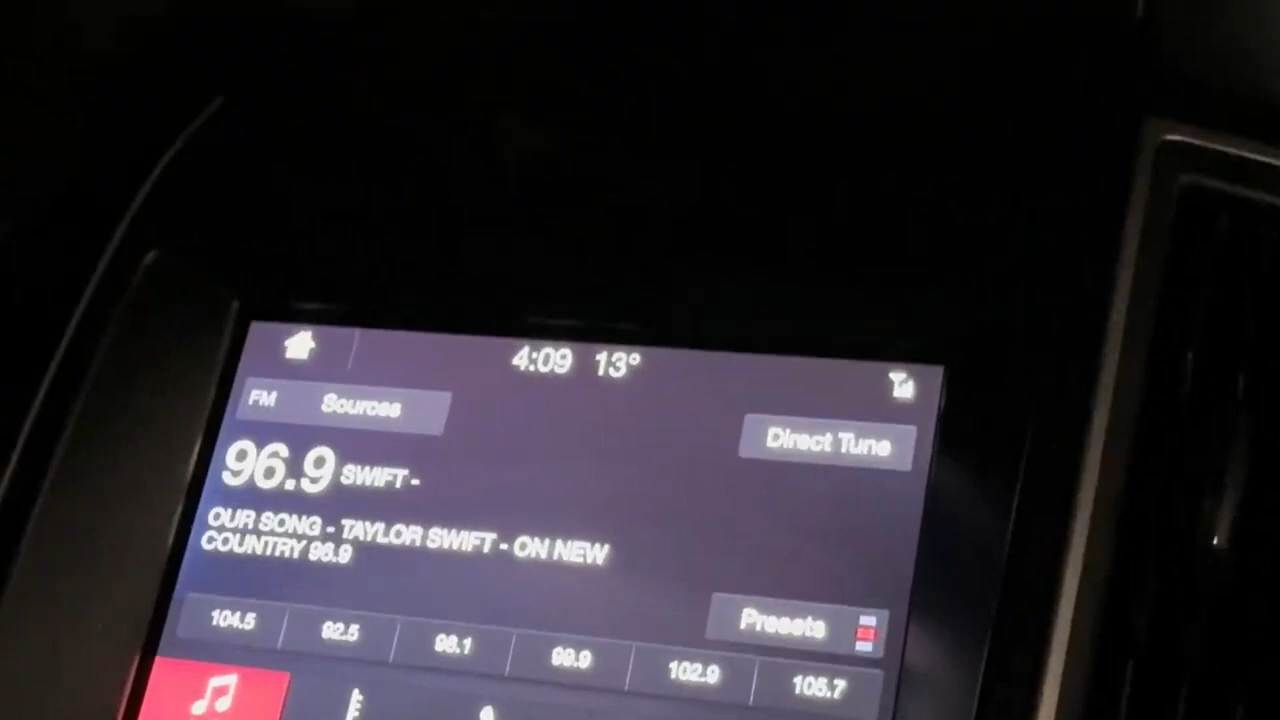 4:09 13°
FM Sources
Direct Tune
96.9 SWIFT -
OUR SONG - TAYLOR SWIFT - ON NEW
COUNTRY 96.9
Presets
104.5 92.5 98.1 99.9 102.9 105.7